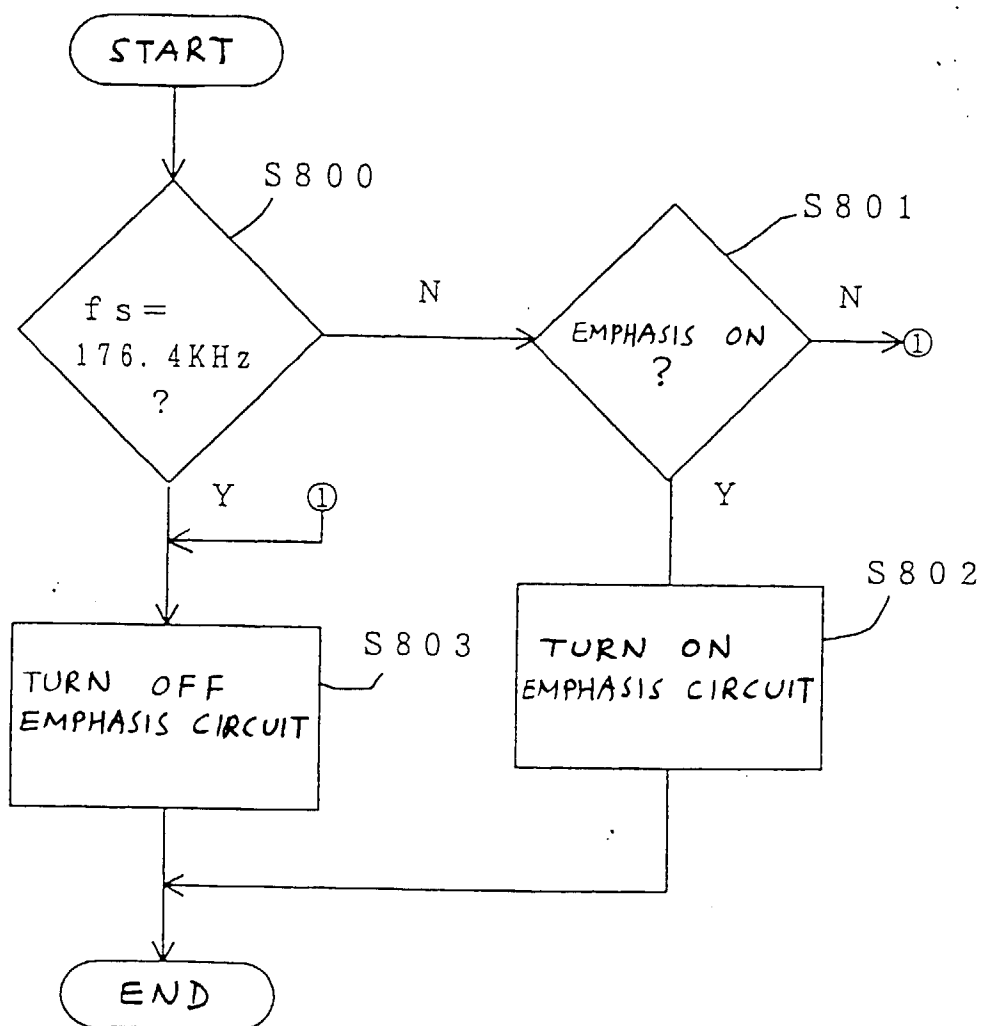 START
S800
fs=
176.4KHz
?
N
S801
EMPHASIS ON
?
N
①
Y
①
Y
S803
TURN OFF
EMPHASIS CIRCUIT
S802
TURN ON
EMPHASIS CIRCUIT
END